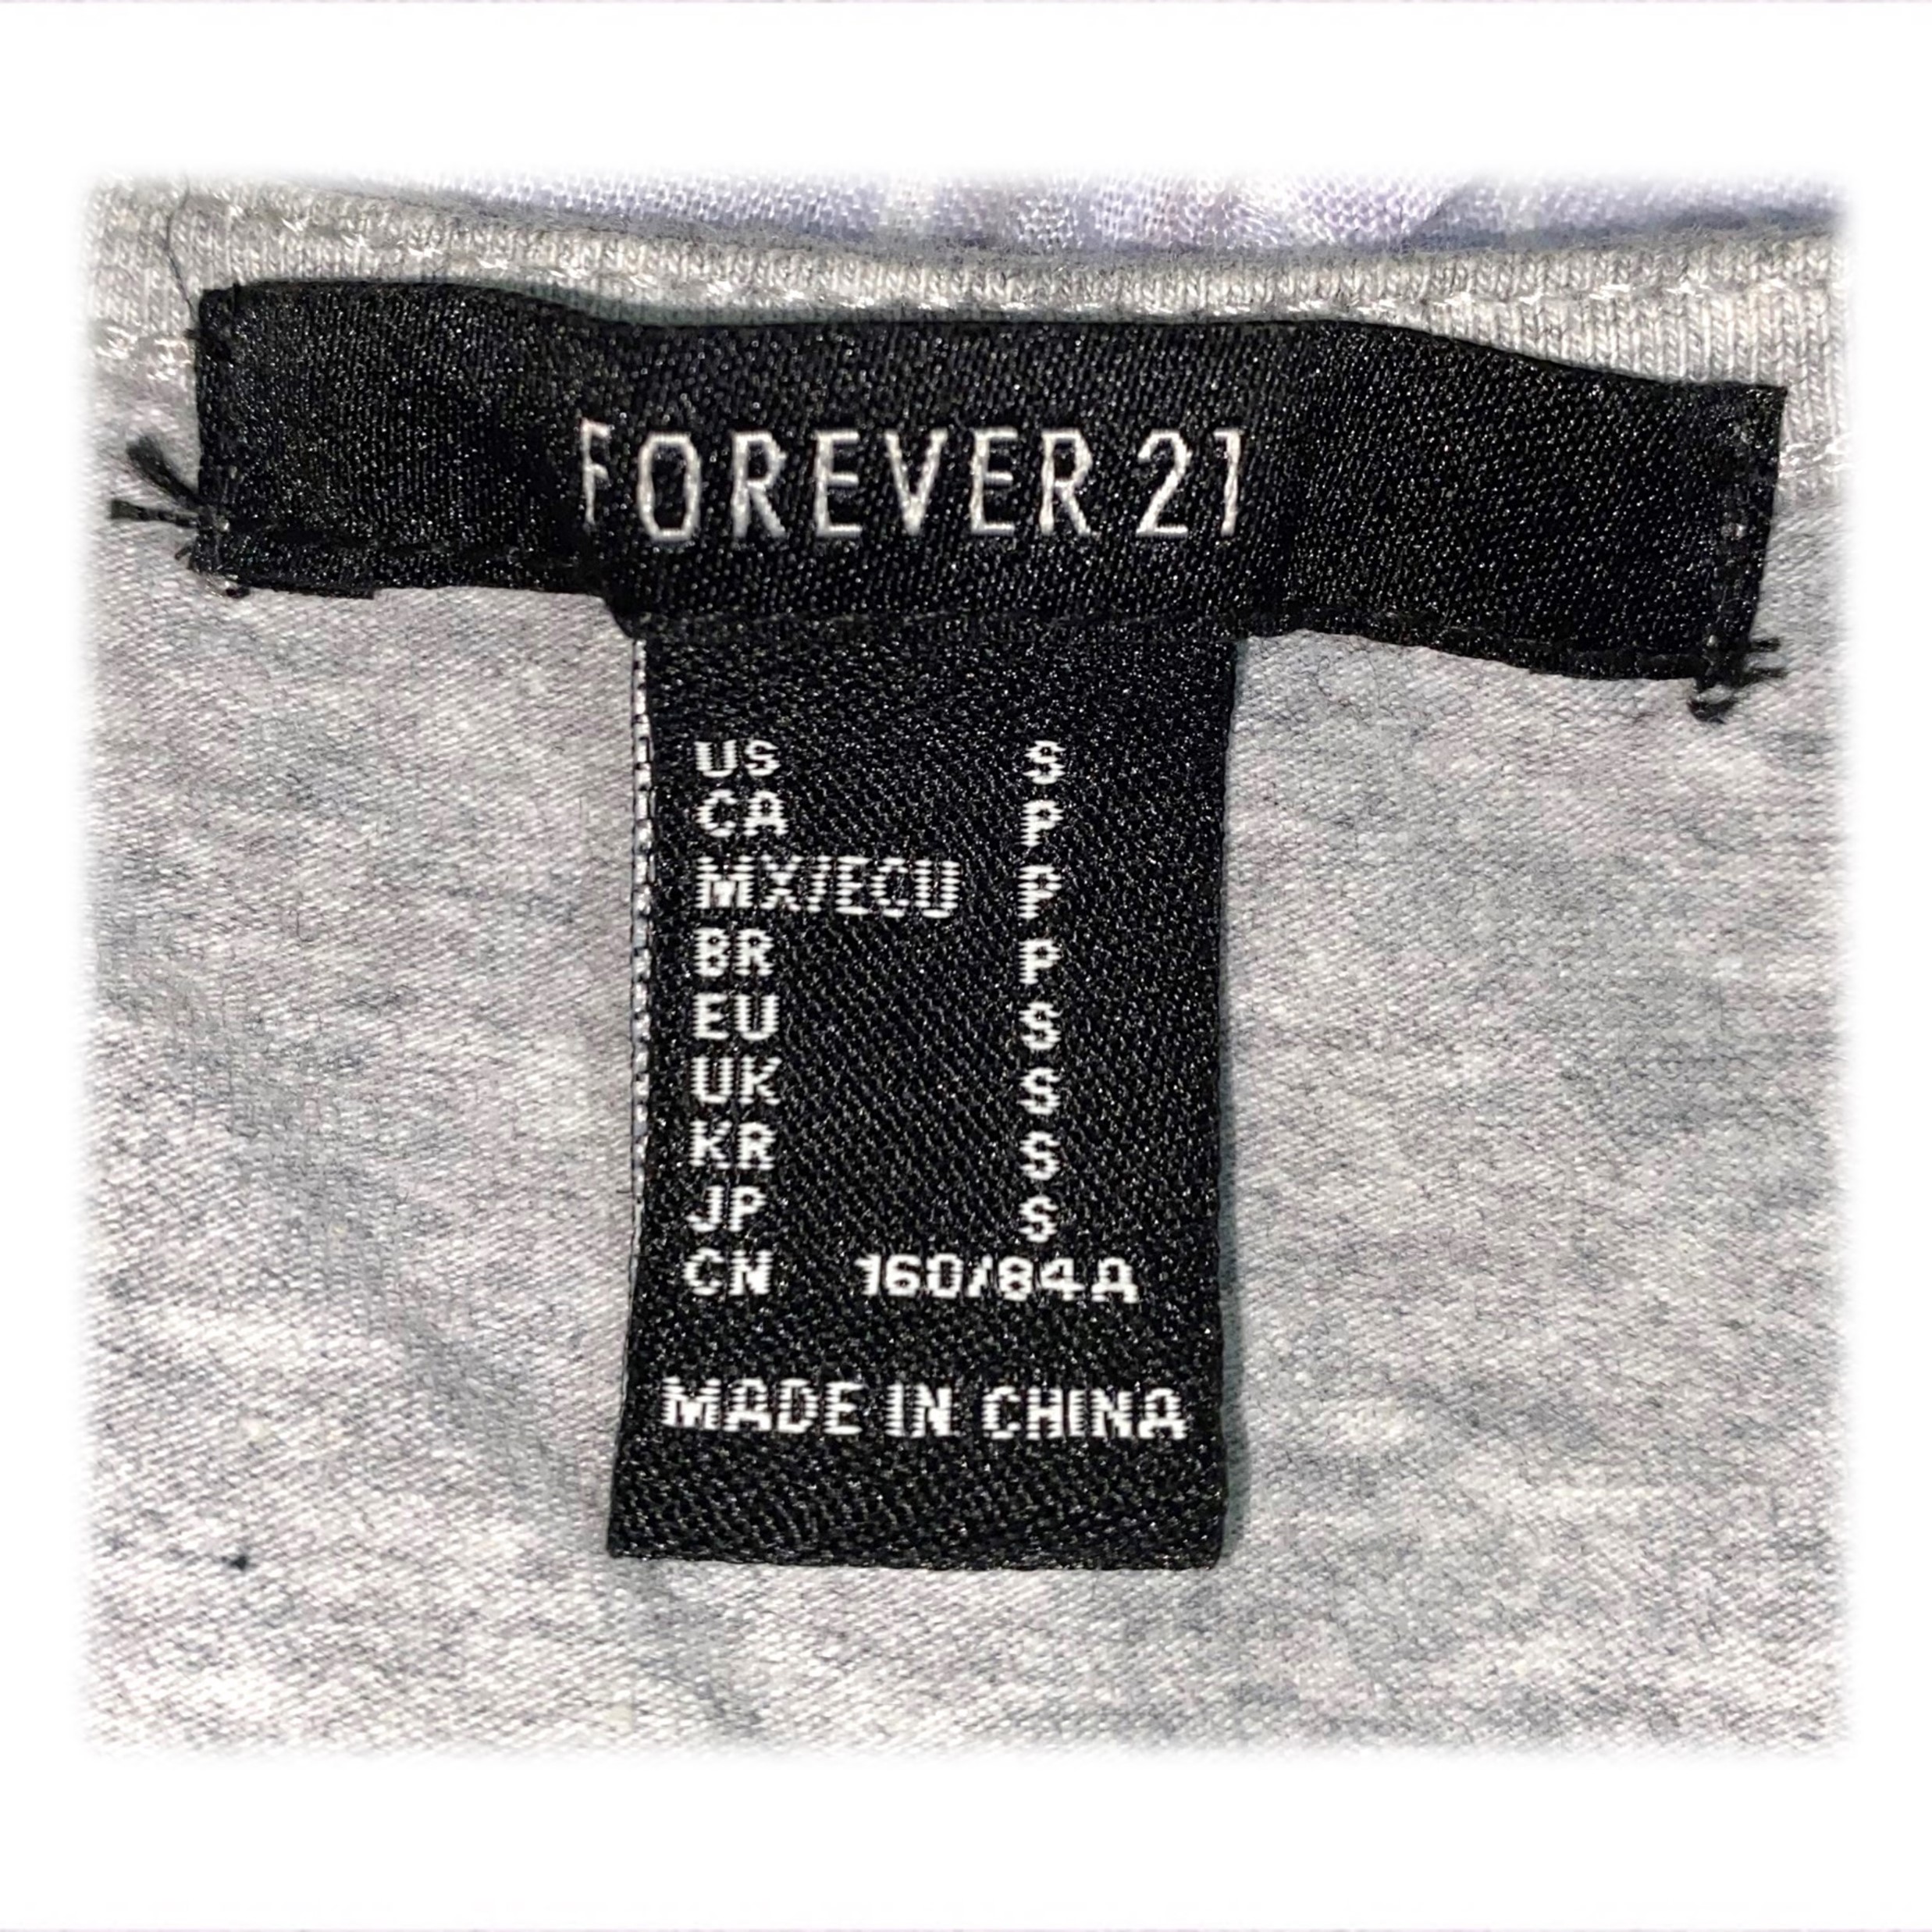 FOREVER 21
US S
CA P
MX/ECU P
BR P
EU S
UK S
KR S
JP S
CN 160/84A
MADE IN CHINA